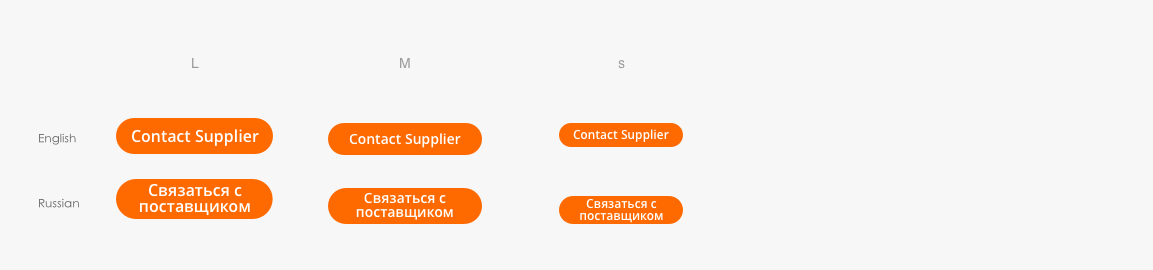 L M s
English Contact Supplier Contact Supplier Contact Supplier
Russian
Связаться с
поставщиком
Связаться с
поставщиком
Связаться с
поставщиком